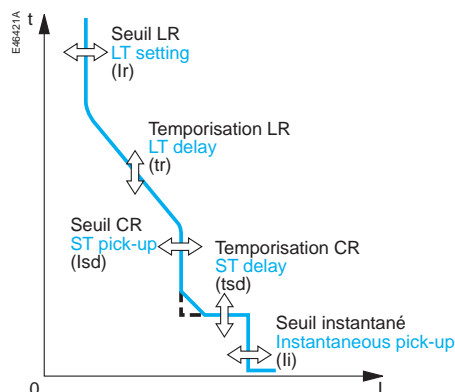 t
E46421A
Seuil LR
LT setting
(Ir)
Temporisation LR
LT delay
(tr)
Seuil CR
ST pick-up
(Isd)
Temporisation CR
ST delay
(tsd)
Seuil instantané
Instantaneous pick-up
(Ii)
0
I